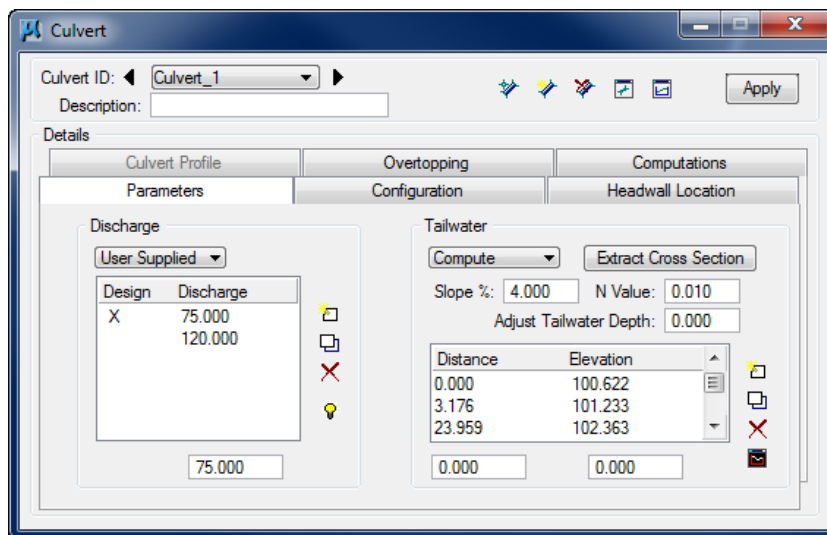 Culvert
Culvert ID: Culvert_1
Apply
Description:
Details
Culvert Profile Overtopping Computations
Parameters Configuration Headwall Location
Discharge
User Supplied
Design Discharge
X 75.000
120.000
75.000
Tailwater
Compute Extract Cross Section
Slope %: 4.000 N Value: 0.010
Adjust Tailwater Depth: 0.000
Distance Elevation
0.000 100.622
3.176 101.233
23.959 102.363
0.000 0.000